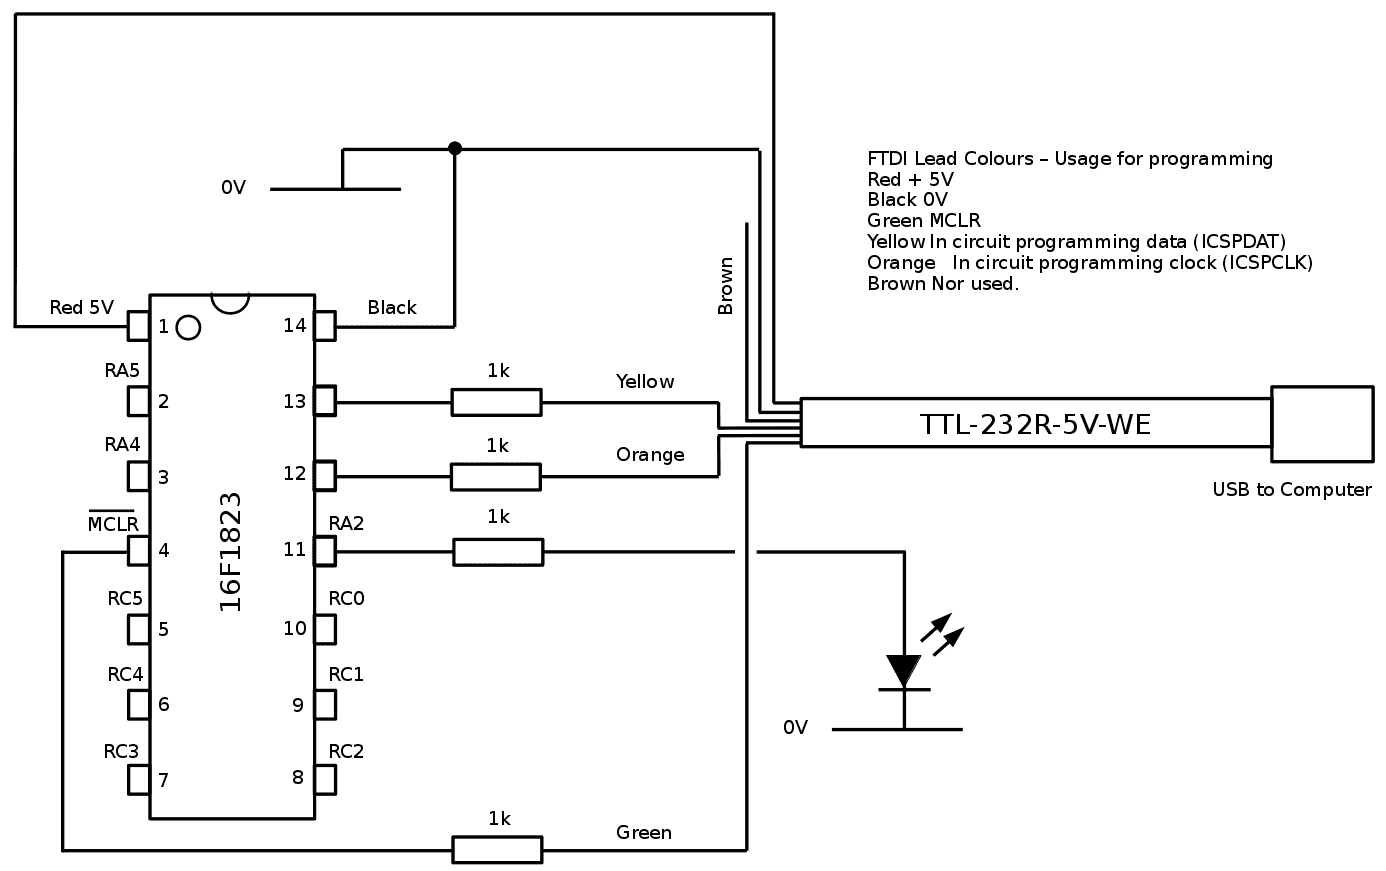 FTDI Lead Colours – Usage for programming
Red + 5V
Black 0V
Green MCLR
Yellow In circuit programming data (ICSPDAT)
Orange   In circuit programming clock (ICSPCLK)
Brown Nor used.
0V
Brown
Red 5V
1
14
Black
RA5
2
13
1k
Yellow
TTL-232R-5V-WE
USB to Computer
RA4
3
12
1k
Orange
MCLR
4
16F1823
11
RA2
1k
RC5
5
10
RC0
RC4
6
9
RC1
0V
RC3
7
8
RC2
1k
Green